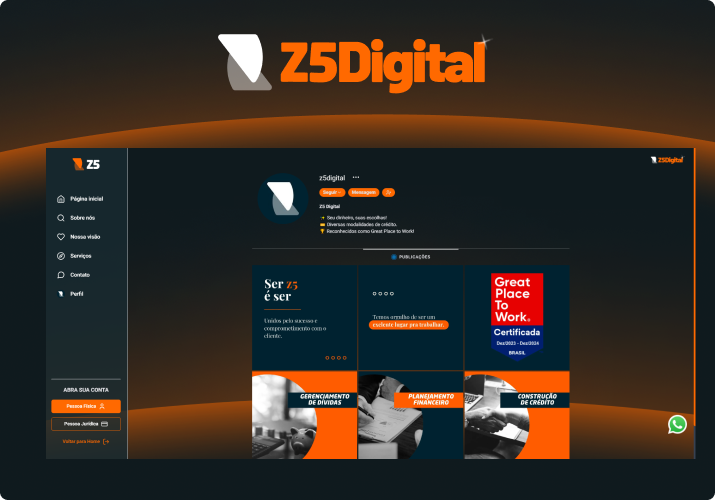 Z5Digital
Z5
Z5Digital
Página inicial
Sobre nós
Nossa visão
Serviços
Contato
Perfil
ABRA SUA CONTA
Pessoa Física
Pessoa Jurídica
Voltar para Home
z5digital ...
Seguir
Mensagem
Z5 Digital
Seu dinheiro, suas escolhas!
Diversas modalidades de crédito.
Reconhecidos como Great Place to Work!
PUBLICAÇÕES
Ser z5
é ser
Unidos pelo sucesso e
comprometimento com o
cliente.
Temos orgulho de ser um
excelente lugar pra trabalhar.
Great
Place
To
Work.
Certificada
Dez/2023 - Dez/2024
BRASIL
GERENCIAMENTO
DE DÍVIDAS
PLANEJAMENTO
FINANCEIRO
CONSTRUÇÃO
DE CRÉDITO